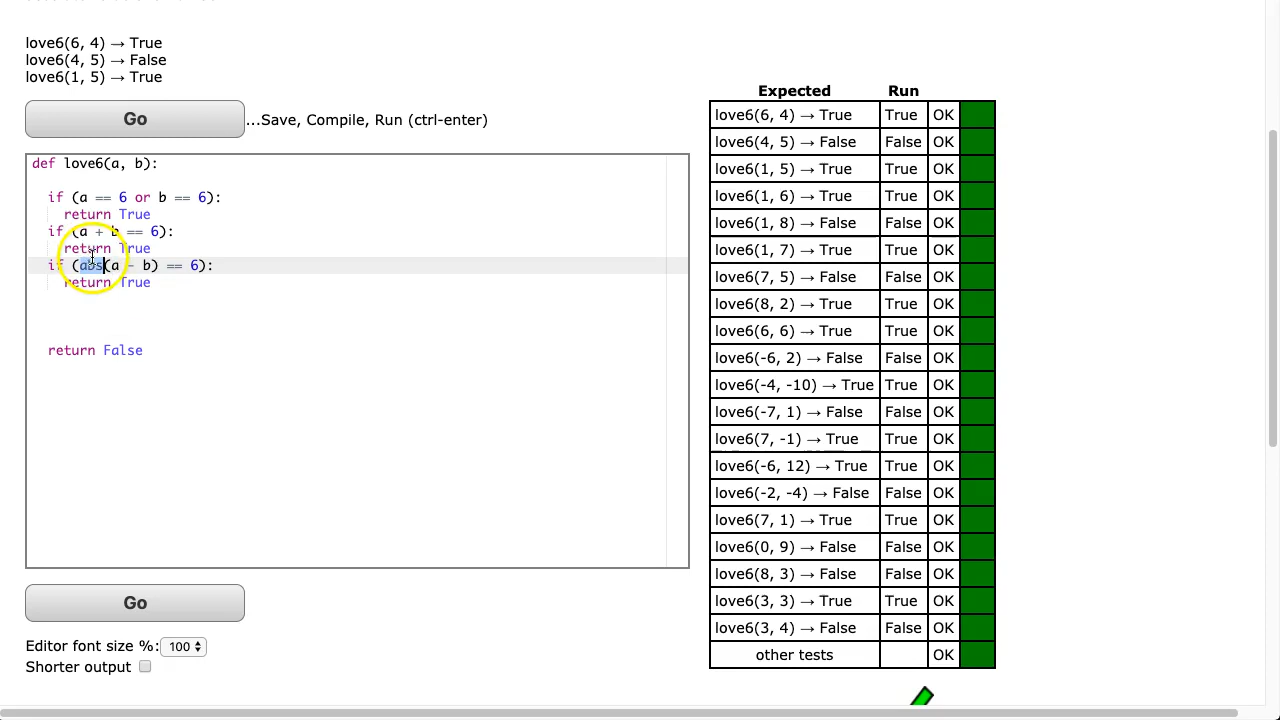 love6(6, 4) → True
love6(4, 5) → False
love6(1, 5) → True
Go
...Save, Compile, Run (ctrl-enter)
def love6(a, b):
if (a == 6 or b == 6):
return True
if (a + b == 6):
return True
if (abs(a - b) == 6):
return True
return False
Go
Editor font size %: 100
Shorter output
Expected Run
love6(6, 4) → True True OK
love6(4, 5) → False False OK
love6(1, 5) → True True OK
love6(1, 6) → True True OK
love6(1, 8) → False False OK
love6(1, 7) → True True OK
love6(7, 5) → False False OK
love6(8, 2) → True True OK
love6(6, 6) → True True OK
love6(-6, 2) → False False OK
love6(-4, -10) → True True OK
love6(-7, 1) → False False OK
love6(7, -1) → True True OK
love6(-6, 12) → True True OK
love6(-2, -4) → False False OK
love6(7, 1) → True True OK
love6(0, 9) → False False OK
love6(8, 3) → False False OK
love6(3, 3) → True True OK
love6(3, 4) → False False OK
other tests OK